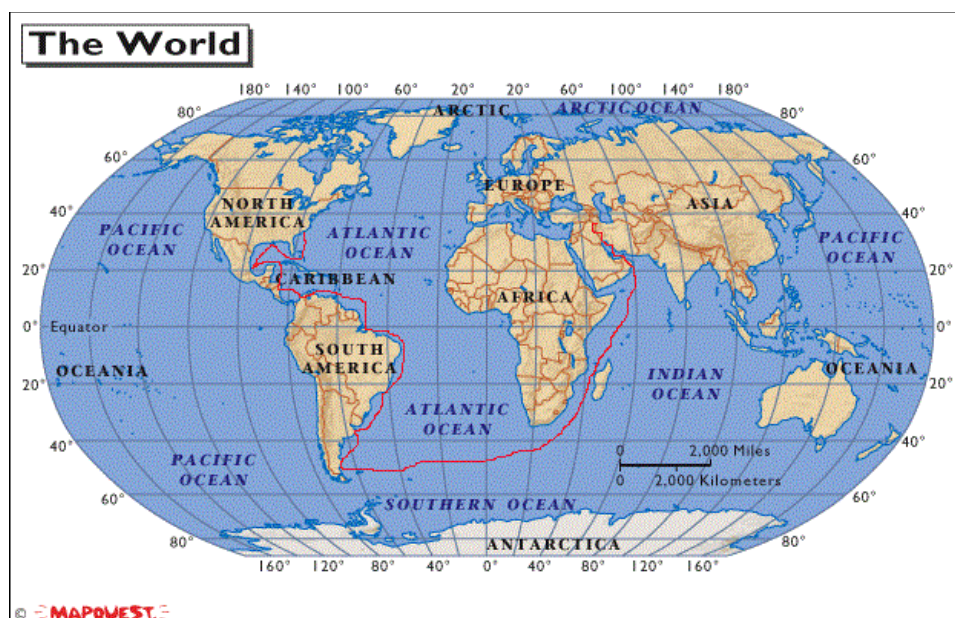 The World
180° 140° 100° 60° 20° 20° 60° 100° 140° 180°
80° ARCTIC ARCTIC OCEAN 80°
60° 60°
EUROPE
40° NORTH ASIA 40°
AMERICA
PACIFIC ATLANTIC PACIFIC
OCEAN OCEAN OCEAN
20° CARIBBEAN 20°
AFRICA
0° Equator 0°
SOUTH
AMERICA
OCEANIA INDIAN OCEANIA
20° OCEAN 20°
ATLANTIC
OCEAN
40° 40°
0 2,000 Miles
PACIFIC
OCEAN 0 2,000 Kilometers
60° SOUTHERN OCEAN 60°
80° ANTARCTICA 80°
160° 120° 80° 40° 0° 40° 80° 120° 160°
© MAPQUEST